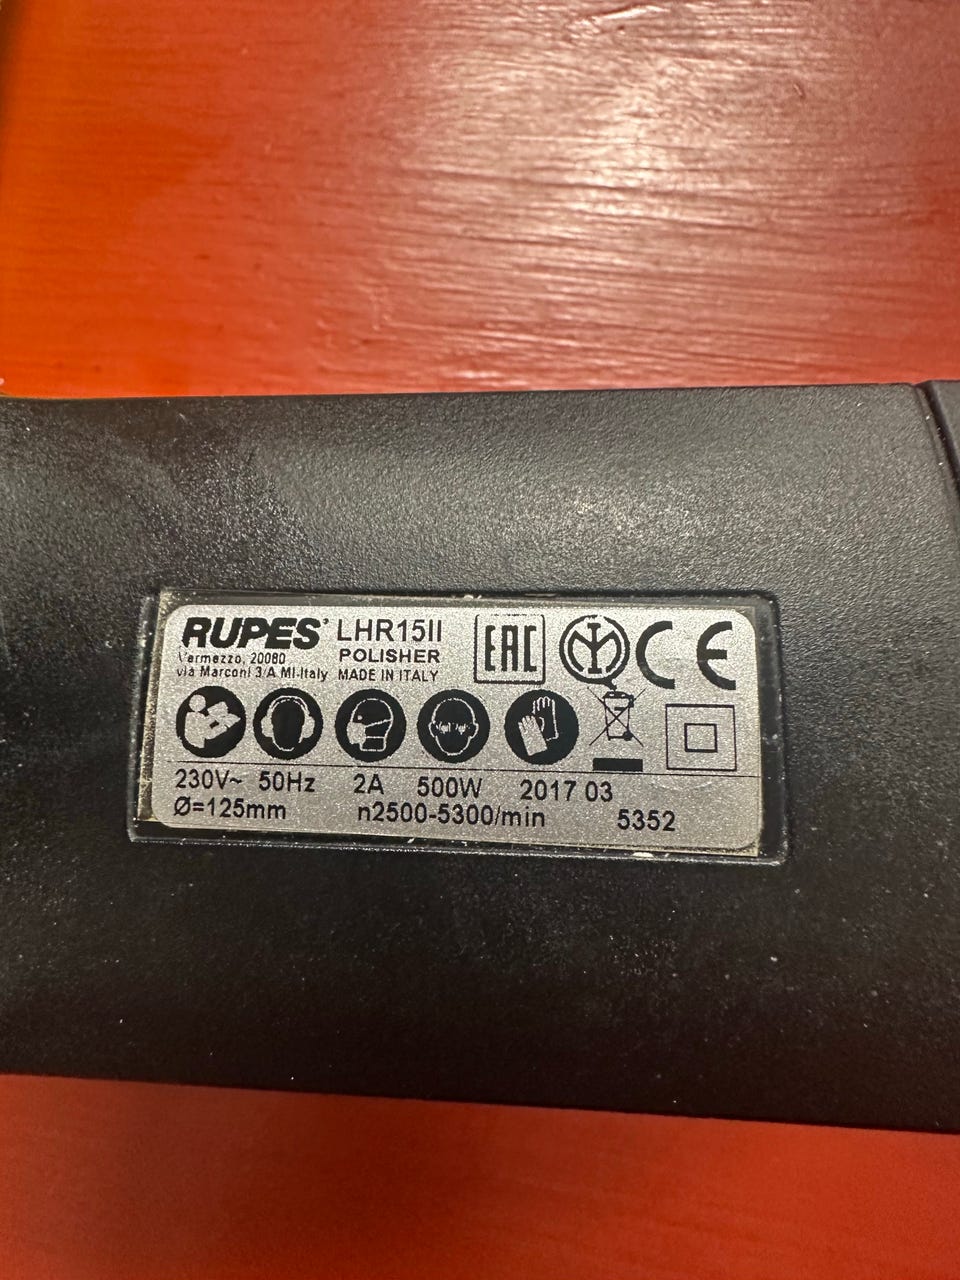 RUPES LHR15II
Vermezzo, 20080 POLISHER
via Marconi 3/A MI-Italy MADE IN ITALY
EAC
CE
230V~ 50Hz 2A 500W 2017 03
Ø=125mm n2500-5300/min 5352